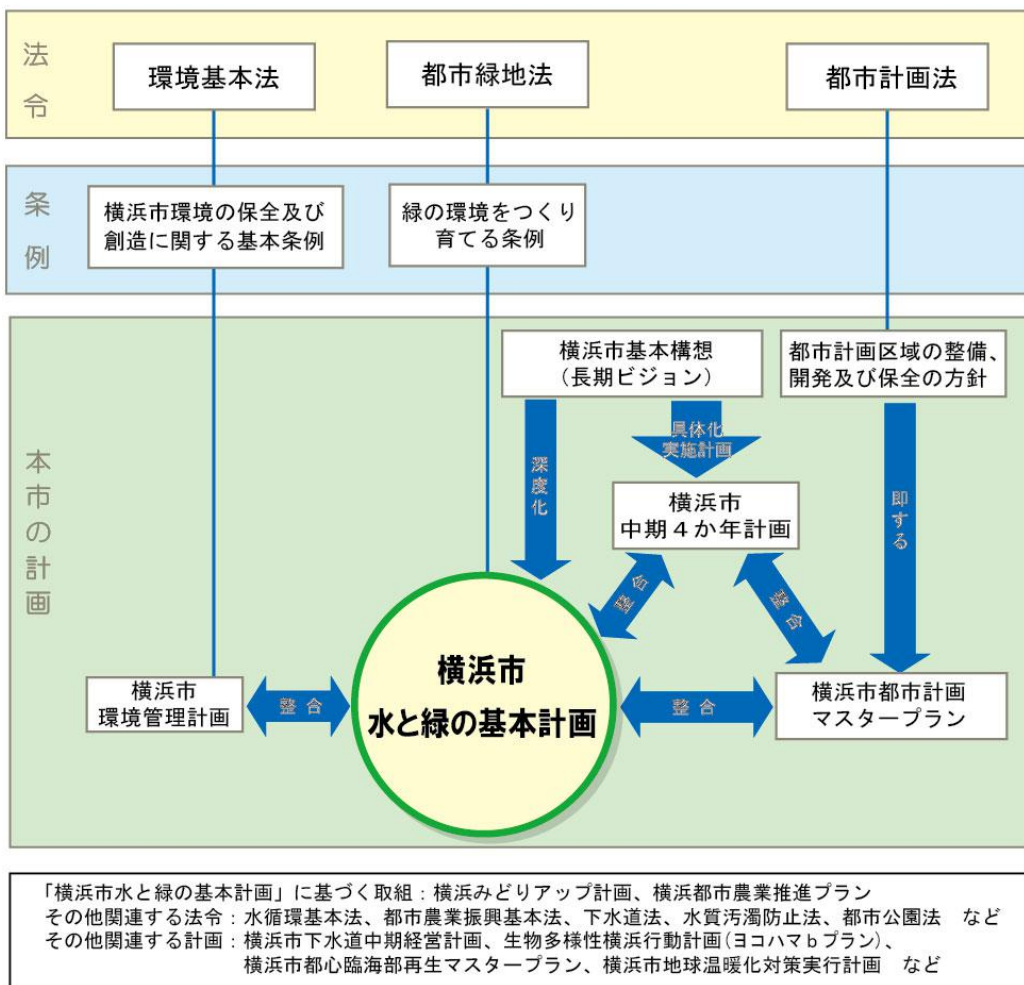 法令
環境基本法
都市緑地法
都市計画法
条例
横浜市環境の保全及び
創造に関する基本条例
緑の環境をつくり
育てる条例
本市の計画
横浜市基本構想
（長期ビジョン）
都市計画区域の整備、
開発及び保全の方針
深度化
具体化
実施計画
即する
横浜市
中期４か年計画
整合
整合
横浜市
環境管理計画
整合
横浜市
水と緑の基本計画
整合
横浜市都市計画
マスタープラン
「横浜市水と緑の基本計画」に基づく取組：横浜みどりアップ計画、横浜都市農業推進プラン
その他関連する法令：水循環基本法、都市農業振興基本法、下水道法、水質汚濁防止法、都市公園法　など
その他関連する計画：横浜市下水道中期経営計画、生物多様性横浜行動計画(ヨコハマｂプラン)、
横浜市都心臨海部再生マスタープラン、横浜市地球温暖化対策実行計画　など